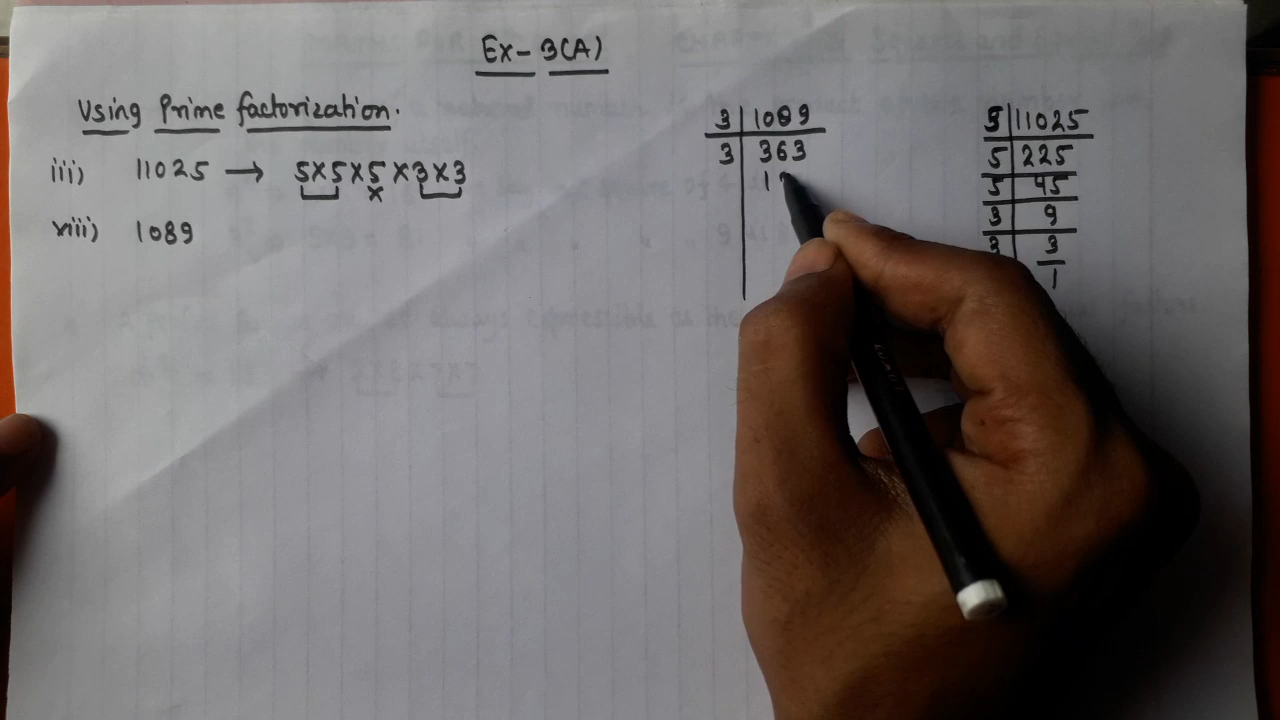 Ex- 3(A)
Using Prime factorization.
iii) 11025 → 5×5×5×3×3
×
xiii) 1089
3 | 1089
3 | 363
1
5 | 11025
5 | 225
5 | 45
3 | 9
3 | 3
1